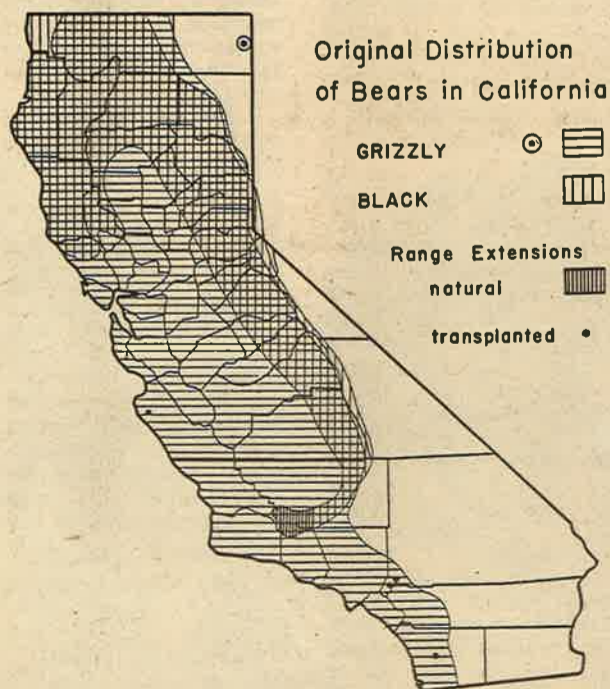 Original Distribution
of Bears in California
GRIZZLY
BLACK
Range Extensions
natural
transplanted